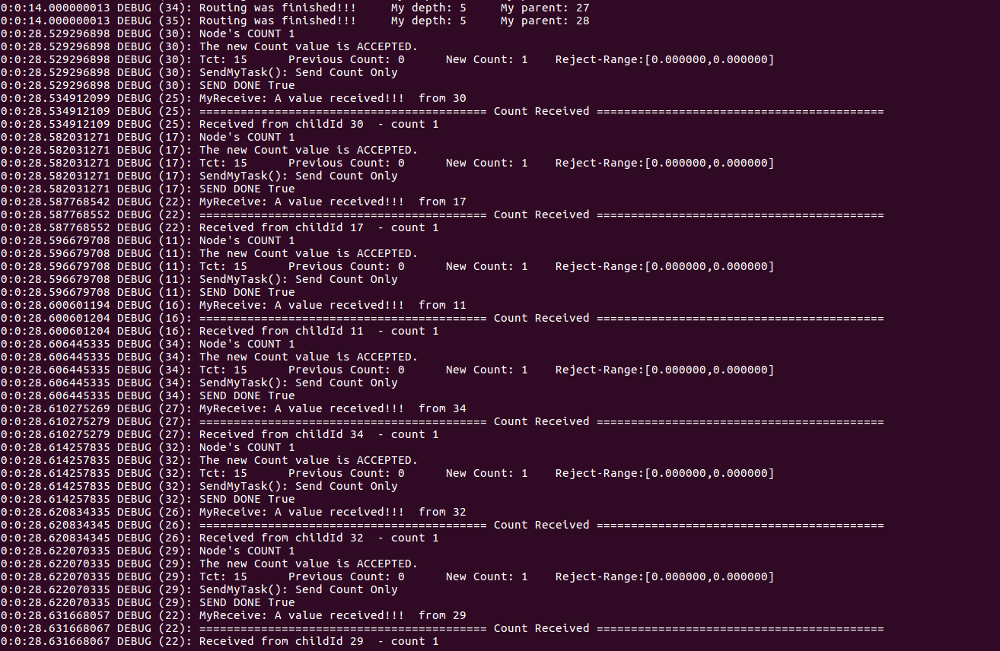 0:0:14.000000013 DEBUG (34): Routing was finished!!!     My depth: 5     My parent: 27
0:0:14.000000013 DEBUG (35): Routing was finished!!!     My depth: 5     My parent: 28
0:0:28.529296898 DEBUG (30): Node's COUNT 1
0:0:28.529296898 DEBUG (30): The new Count value is ACCEPTED.
0:0:28.529296898 DEBUG (30): Tct: 15      Previous Count: 0      New Count: 1    Reject-Range:[0.000000,0.000000]
0:0:28.529296898 DEBUG (30): SendMyTask(): Send Count Only
0:0:28.529296898 DEBUG (30): SEND DONE True
0:0:28.534912099 DEBUG (25): MyReceive: A value received!!!  from 30
0:0:28.534912109 DEBUG (25): ========================================== Count Received ==========================================
0:0:28.534912109 DEBUG (25): Received from childId 30  - count 1
0:0:28.582031271 DEBUG (17): Node's COUNT 1
0:0:28.582031271 DEBUG (17): The new Count value is ACCEPTED.
0:0:28.582031271 DEBUG (17): Tct: 15      Previous Count: 0      New Count: 1    Reject-Range:[0.000000,0.000000]
0:0:28.582031271 DEBUG (17): SendMyTask(): Send Count Only
0:0:28.582031271 DEBUG (17): SEND DONE True
0:0:28.587768542 DEBUG (22): MyReceive: A value received!!!  from 17
0:0:28.587768552 DEBUG (22): ========================================== Count Received ==========================================
0:0:28.587768552 DEBUG (22): Received from childId 17  - count 1
0:0:28.596679708 DEBUG (11): Node's COUNT 1
0:0:28.596679708 DEBUG (11): The new Count value is ACCEPTED.
0:0:28.596679708 DEBUG (11): Tct: 15      Previous Count: 0      New Count: 1    Reject-Range:[0.000000,0.000000]
0:0:28.596679708 DEBUG (11): SendMyTask(): Send Count Only
0:0:28.596679708 DEBUG (11): SEND DONE True
0:0:28.600601194 DEBUG (16): MyReceive: A value received!!!  from 11
0:0:28.600601204 DEBUG (16): ========================================== Count Received ==========================================
0:0:28.600601204 DEBUG (16): Received from childId 11  - count 1
0:0:28.606445335 DEBUG (34): Node's COUNT 1
0:0:28.606445335 DEBUG (34): The new Count value is ACCEPTED.
0:0:28.606445335 DEBUG (34): Tct: 15      Previous Count: 0      New Count: 1    Reject-Range:[0.000000,0.000000]
0:0:28.606445335 DEBUG (34): SendMyTask(): Send Count Only
0:0:28.606445335 DEBUG (34): SEND DONE True
0:0:28.610275269 DEBUG (27): MyReceive: A value received!!!  from 34
0:0:28.610275279 DEBUG (27): ========================================== Count Received ==========================================
0:0:28.610275279 DEBUG (27): Received from childId 34  - count 1
0:0:28.614257835 DEBUG (32): Node's COUNT 1
0:0:28.614257835 DEBUG (32): The new Count value is ACCEPTED.
0:0:28.614257835 DEBUG (32): Tct: 15      Previous Count: 0      New Count: 1    Reject-Range:[0.000000,0.000000]
0:0:28.614257835 DEBUG (32): SendMyTask(): Send Count Only
0:0:28.614257835 DEBUG (32): SEND DONE True
0:0:28.620834335 DEBUG (26): MyReceive: A value received!!!  from 32
0:0:28.620834345 DEBUG (26): ========================================== Count Received ==========================================
0:0:28.620834345 DEBUG (26): Received from childId 32  - count 1
0:0:28.622070335 DEBUG (29): Node's COUNT 1
0:0:28.622070335 DEBUG (29): The new Count value is ACCEPTED.
0:0:28.622070335 DEBUG (29): Tct: 15      Previous Count: 0      New Count: 1    Reject-Range:[0.000000,0.000000]
0:0:28.622070335 DEBUG (29): SendMyTask(): Send Count Only
0:0:28.622070335 DEBUG (29): SEND DONE True
0:0:28.631668057 DEBUG (22): MyReceive: A value received!!!  from 29
0:0:28.631668067 DEBUG (22): ========================================== Count Received ==========================================
0:0:28.631668067 DEBUG (22): Received from childId 29  - count 1